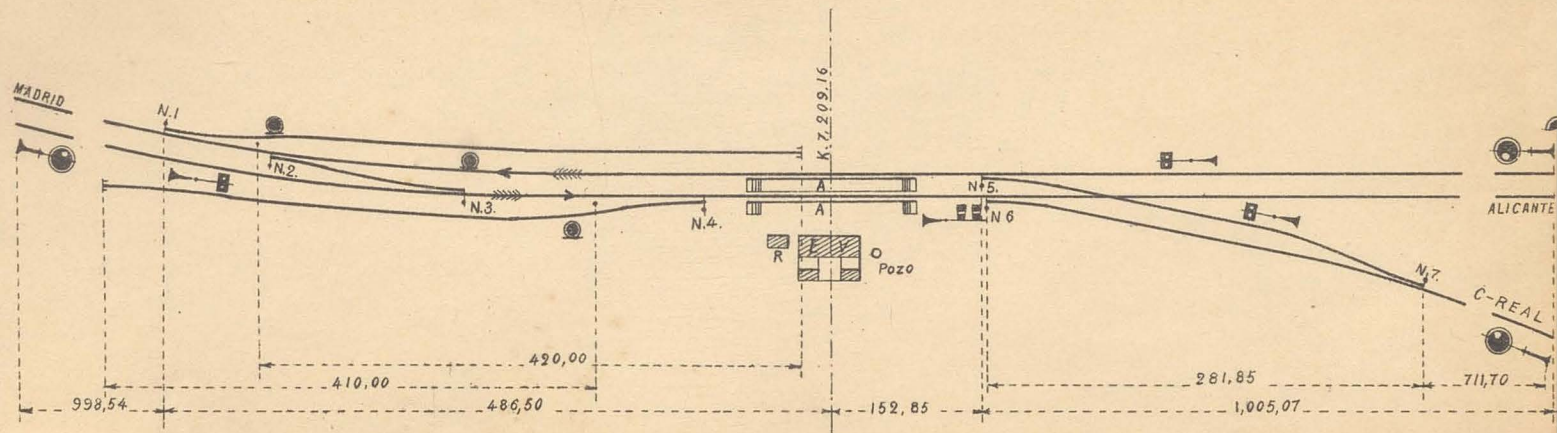 MADRID
N.1
K.7,209,16
N.2.
N.3.
N.4.
A
A
N 5.
N 6
N.7.
ALICANTE
C-REAL
R
E V
Pozo
420,00
410,00
281,85
711,70
998,54
486,50
152,85
1,005,07